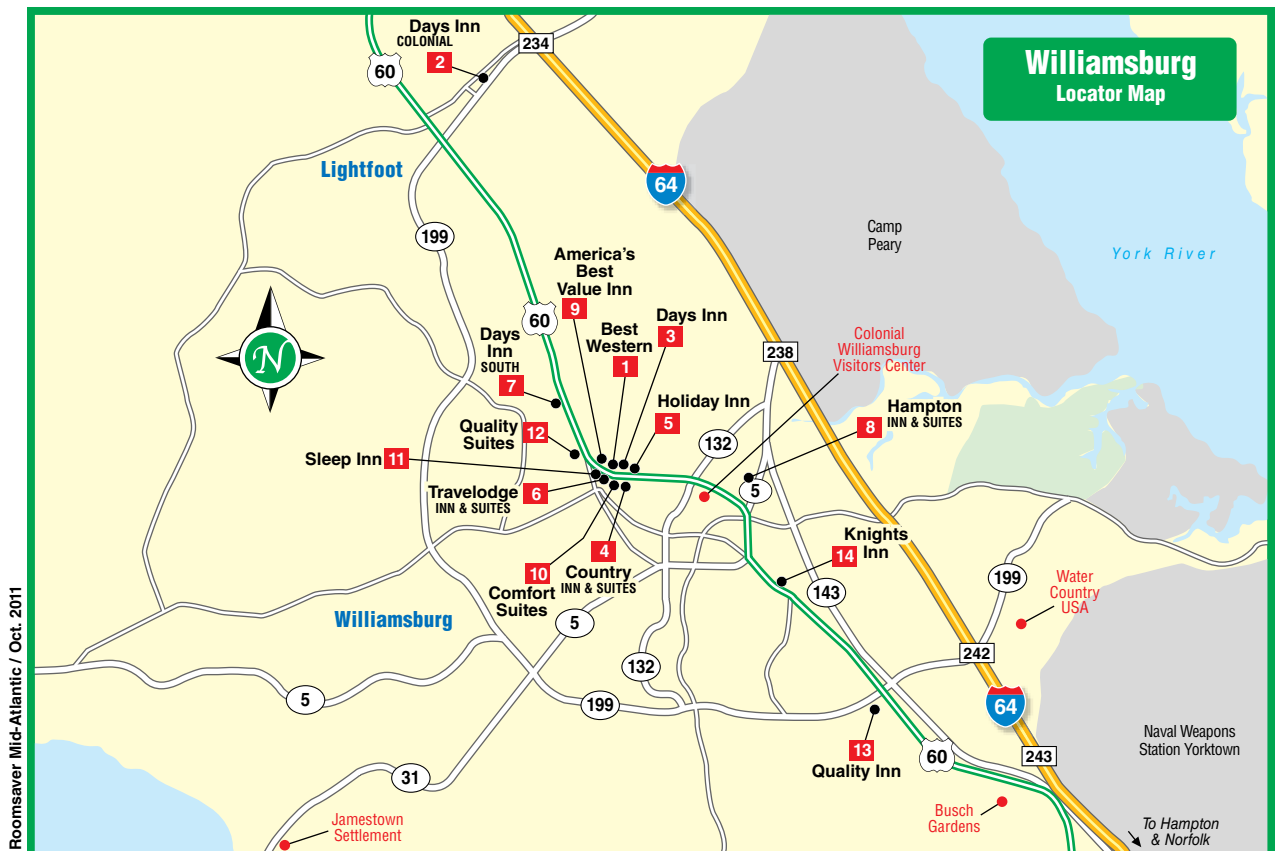 Williamsburg
Locator Map
Days Inn
COLONIAL
2
234
60
Lightfoot
64
199
Camp
Peary
York River
America's
Best
Value Inn
9
60
Days Inn
3
Best
Western
1
Days
Inn
SOUTH
7
Colonial
Williamsburg
Visitors Center
238
N
Holiday Inn
5
Hampton
INN & SUITES
8
Quality
Suites
12
132
Sleep Inn
11
Travelodge
INN & SUITES
6
5
Knights
Inn
14
4
Country
INN & SUITES
10
Comfort
Suites
199
Water
Country
USA
143
Williamsburg
5
242
132
5
199
64
13
Quality Inn
60
243
Naval Weapons
Station Yorktown
31
Busch
Gardens
Jamestown
Settlement
To Hampton
& Norfolk
Roomsaver Mid-Atlantic / Oct. 2011